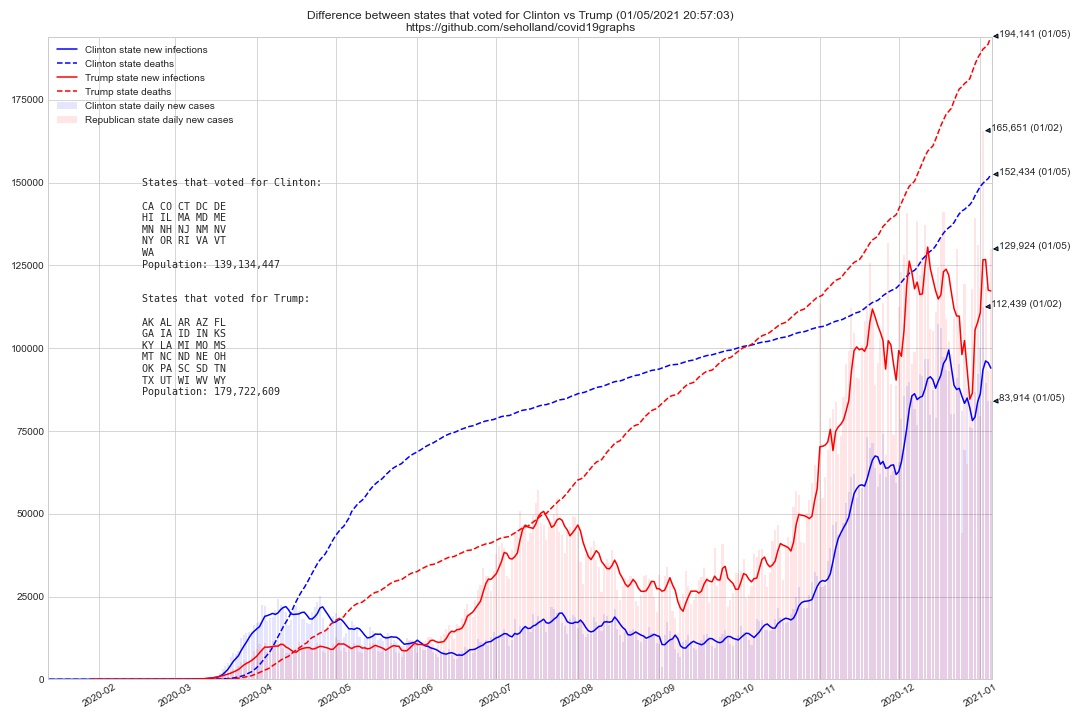 Difference between states that voted for Clinton vs Trump (01/05/2021 20:57:03)
https://github.com/seholland/covid19graphs
Clinton state new infections
Clinton state deaths
Trump state new infections
Trump state deaths
Clinton state daily new cases
Republican state daily new cases
States that voted for Clinton:
CA CO CT DC DE
HI IL MA MD ME
MN NH NJ NM NV
NY OR RI VA VT
WA
Population: 139,134,447
States that voted for Trump:
AK AL AR AZ FL
GA IA ID IN KS
KY LA MI MO MS
MT NC ND NE OH
OK PA SC SD TN
TX UT WI WV WY
Population: 179,722,609
194,141 (01/05)
165,651 (01/02)
152,434 (01/05)
129,924 (01/05)
112,439 (01/02)
83,914 (01/05)
175000
150000
125000
100000
75000
50000
25000
0
2020-02
2020-03
2020-04
2020-05
2020-06
2020-07
2020-08
2020-09
2020-10
2020-11
2020-12
2021-01